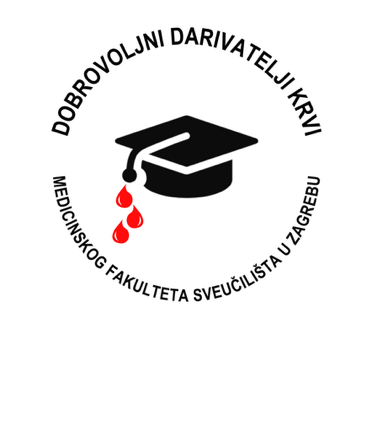 DOBROVOLJNI DARIVATELJI KRVI
MEDICINSKOG FAKULTETA SVEUČILIŠTA U ZAGREBU